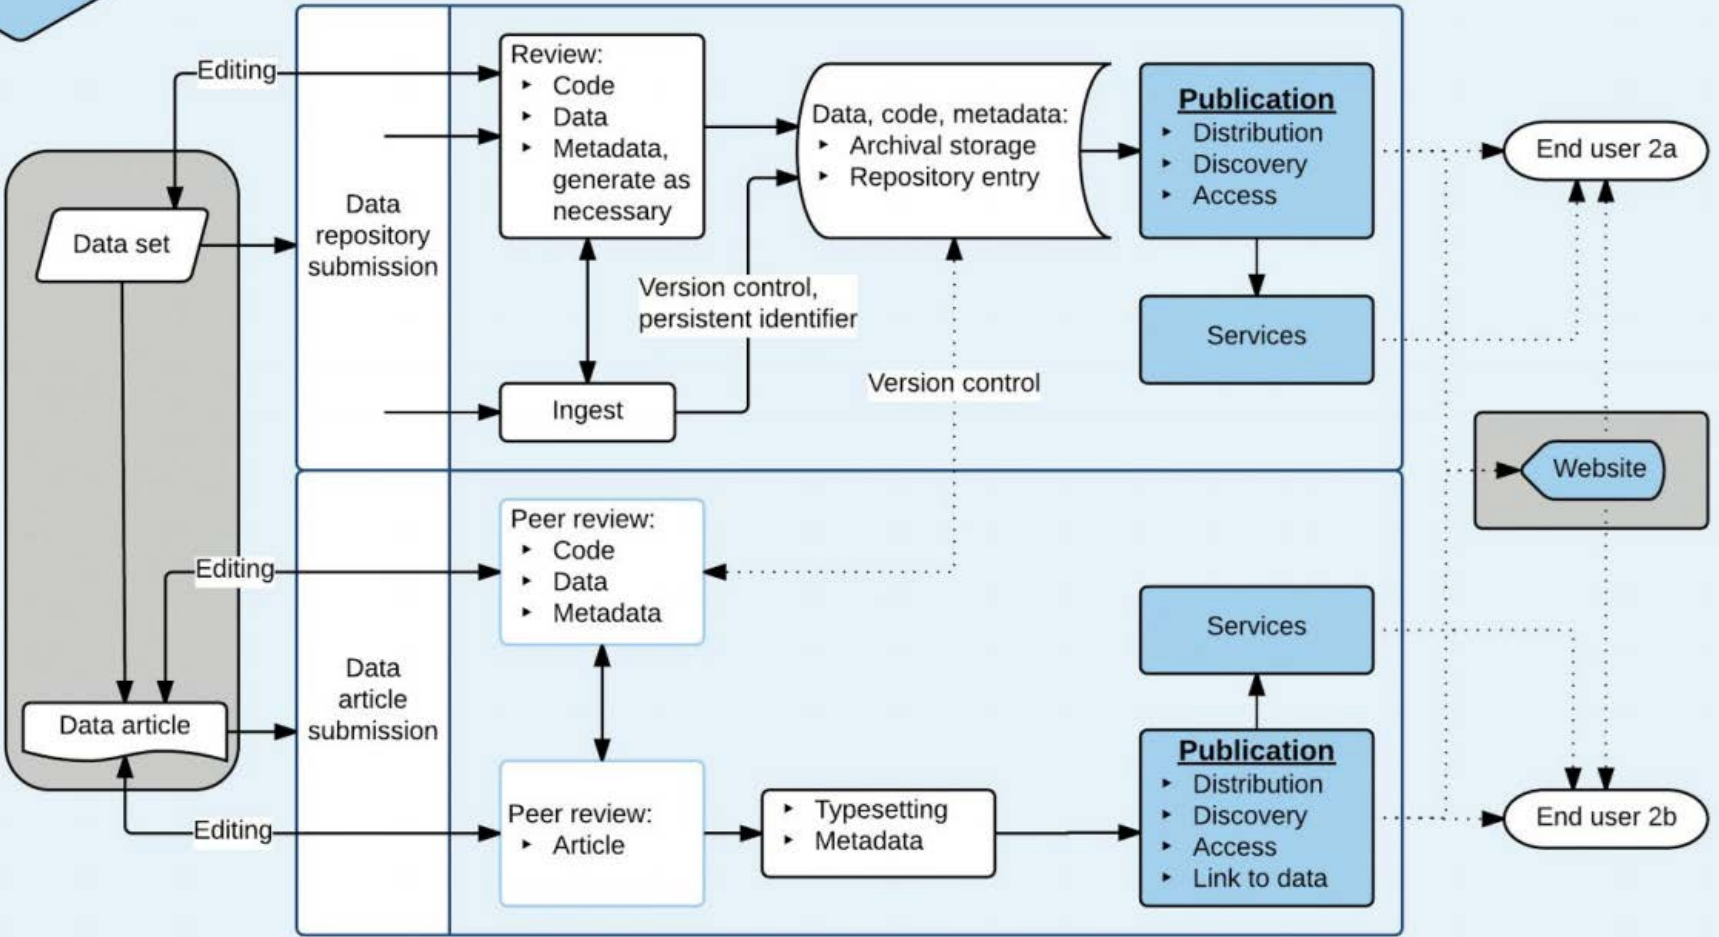 Editing
Review:
‣ Code
‣ Data
‣ Metadata,
generate as
necessary
Data, code, metadata:
‣ Archival storage
‣ Repository entry
Publication
‣ Distribution
‣ Discovery
‣ Access
End user 2a
Data set
Data
repository
submission
Version control,
persistent identifier
Services
Version control
Ingest
Website
Peer review:
‣ Code
‣ Data
‣ Metadata
Editing
Services
Data
article
submission
Data article
Publication
‣ Distribution
‣ Discovery
‣ Access
‣ Link to data
Peer review:
‣ Article
‣ Typesetting
‣ Metadata
Editing
End user 2b